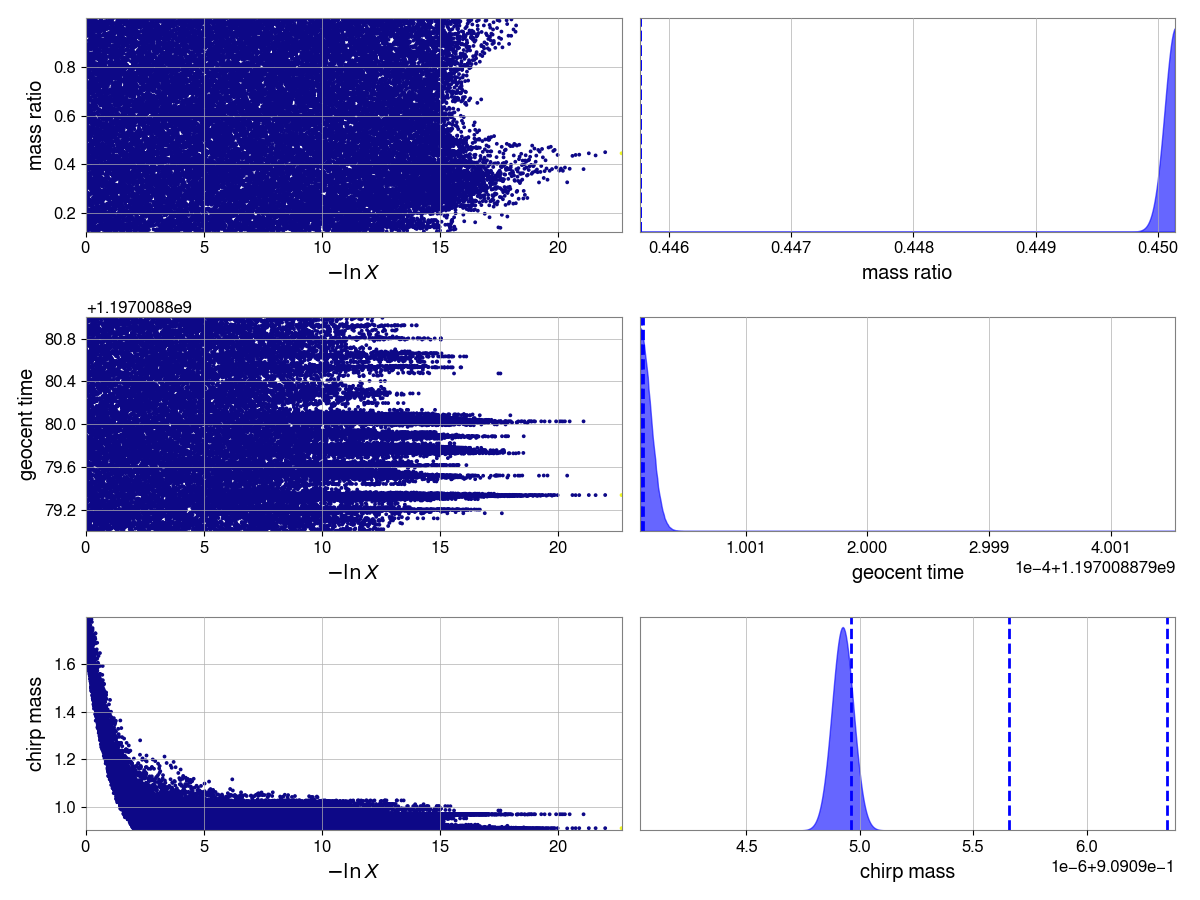 mass ratio
0.8
0.6
0.4
0.2
0 5 10 15 20
−ln X
0.446 0.447 0.448 0.449 0.450
mass ratio
+1.1970088e9
geocent time
80.8
80.4
80.0
79.6
79.2
0 5 10 15 20
−ln X
1.001 2.000 2.999 4.001
geocent time
1e−4+1.197008879e9
chirp mass
1.6
1.4
1.2
1.0
0 5 10 15 20
−ln X
4.5 5.0 5.5 6.0
chirp mass
1e−6+9.0909e−1